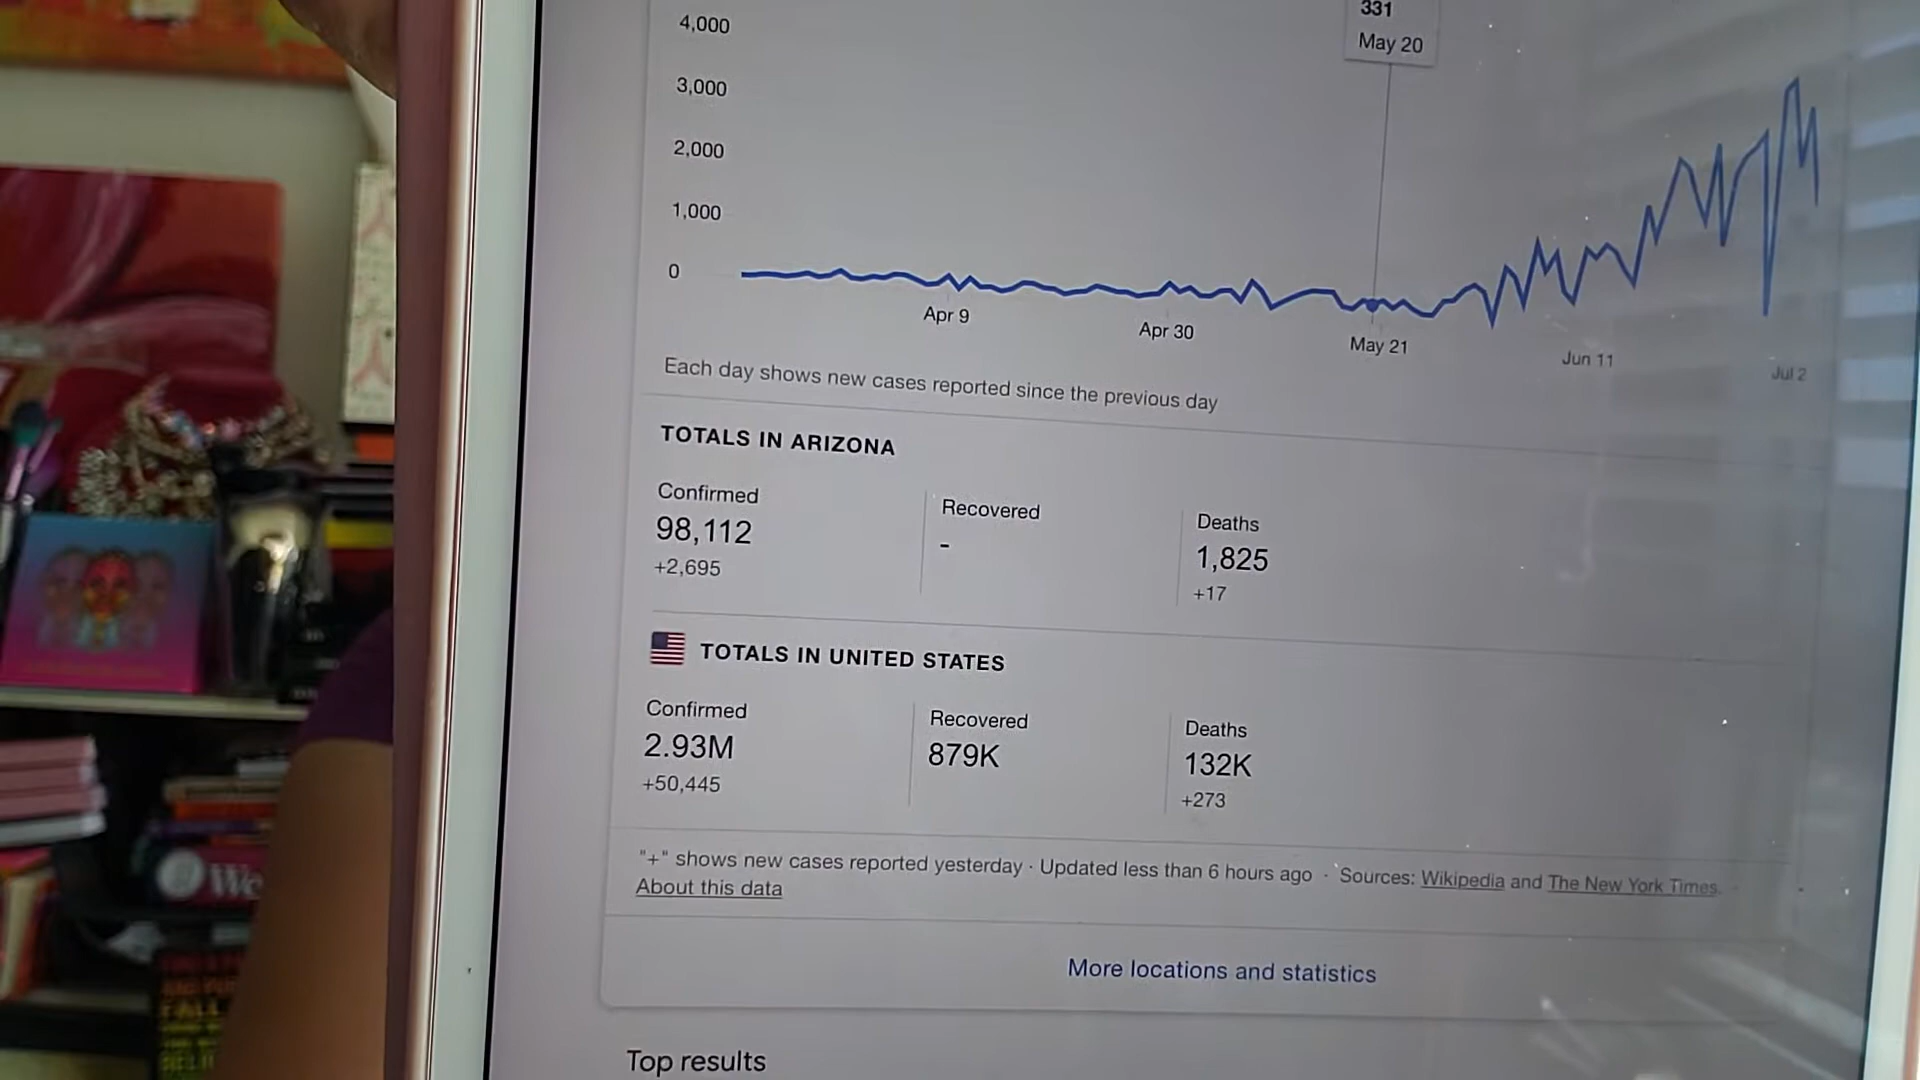 331
May 20
4,000
3,000
2,000
1,000
0
Apr 9
Apr 30
May 21
Jun 11
Jul 2
Each day shows new cases reported since the previous day
TOTALS IN ARIZONA
Confirmed
98,112
+2,695
Recovered
-
Deaths
1,825
+17
TOTALS IN UNITED STATES
Confirmed
2.93M
+50,445
Recovered
879K
Deaths
132K
+273
"+" shows new cases reported yesterday · Updated less than 6 hours ago · Sources: Wikipedia and The New York Times.
About this data
More locations and statistics
Top results
We